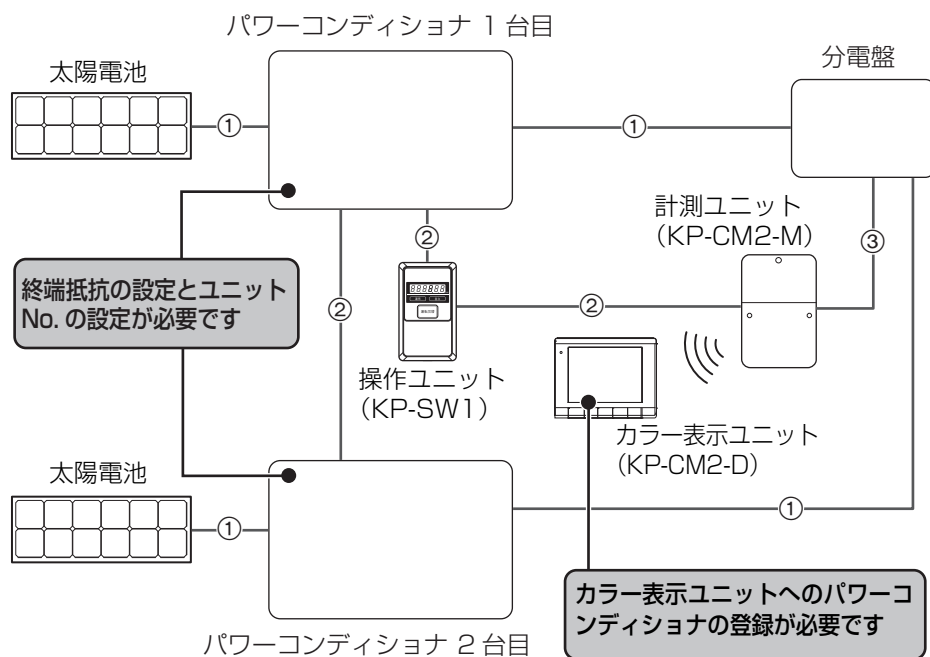 パワーコンディショナ 1 台目
太陽電池
分電盤
①
①
計測ユニット
（KP-CM2-M）
②
③
終端抵抗の設定とユニット
No. の設定が必要です
②
②
操作ユニット
（KP-SW1）
カラー表示ユニット
（KP-CM2-D）
太陽電池
①
①
カラー表示ユニットへのパワーコ
ンディショナの登録が必要です
パワーコンディショナ 2 台目